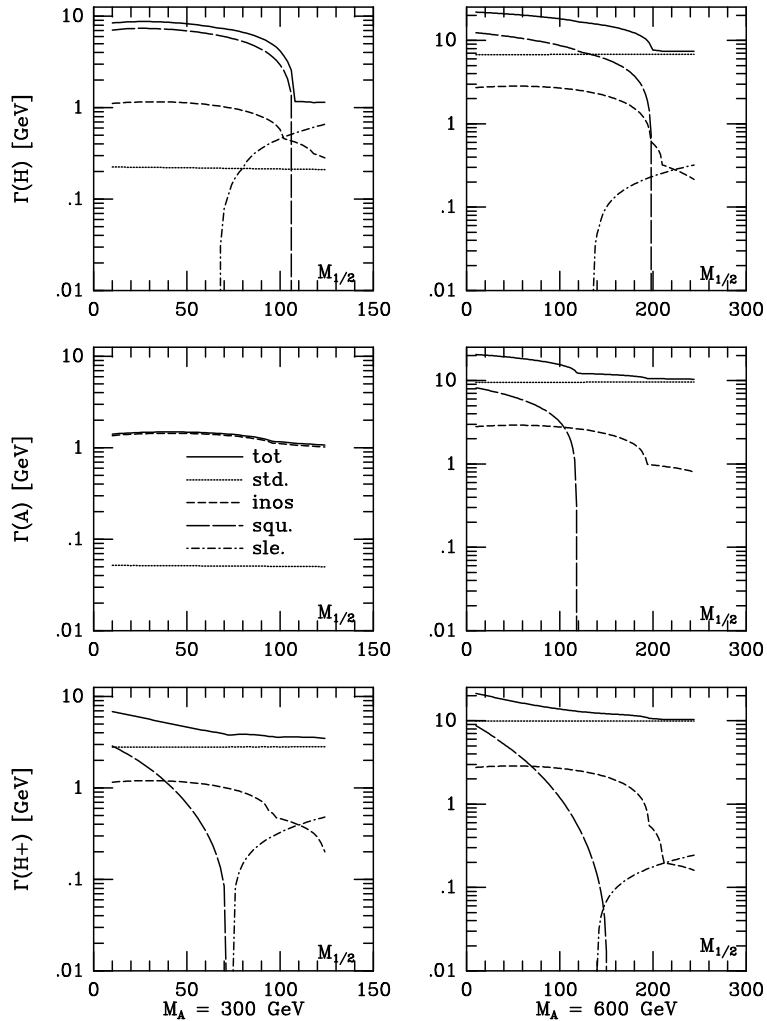 Γ(H) [GeV]
10
1
.1
.01
M1/2
0 50 100 150
10
1
.1
.01
M1/2
0 100 200 300
Γ(A) [GeV]
10
1
.1
.01
tot
std.
inos
squ.
sle.
M1/2
0 50 100 150
10
1
.1
.01
M1/2
0 100 200 300
Γ(H+) [GeV]
10
1
.1
.01
M1/2
0 50 100 150
MA = 300 GeV
10
1
.1
.01
M1/2
0 100 200 300
MA = 600 GeV